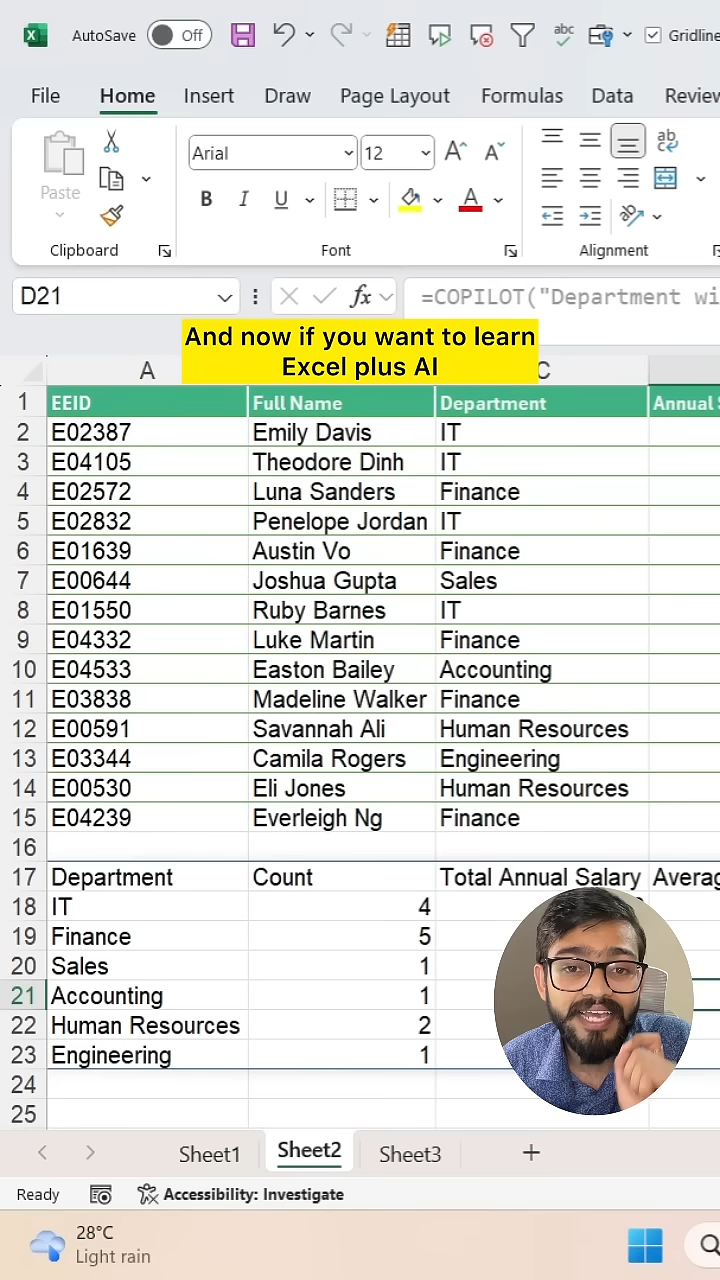 AutoSave Off Gridline
File Home Insert Draw Page Layout Formulas Data Review
Paste
Arial 12
B I U
Clipboard Font Alignment
D21 fx =COPILOT("Department wi
And now if you want to learn
Excel plus AI
A C
1 EEID Full Name Department Annual S
2 E02387 Emily Davis IT
3 E04105 Theodore Dinh IT
4 E02572 Luna Sanders Finance
5 E02832 Penelope Jordan IT
6 E01639 Austin Vo Finance
7 E00644 Joshua Gupta Sales
8 E01550 Ruby Barnes IT
9 E04332 Luke Martin Finance
10 E04533 Easton Bailey Accounting
11 E03838 Madeline Walker Finance
12 E00591 Savannah Ali Human Resources
13 E03344 Camila Rogers Engineering
14 E00530 Eli Jones Human Resources
15 E04239 Everleigh Ng Finance
16
17 Department Count Total Annual Salary Averag
18 IT 4
19 Finance 5
20 Sales 1
21 Accounting 1
22 Human Resources 2
23 Engineering 1
24
25
Sheet1 Sheet2 Sheet3
Ready Accessibility: Investigate
28°C
Light rain